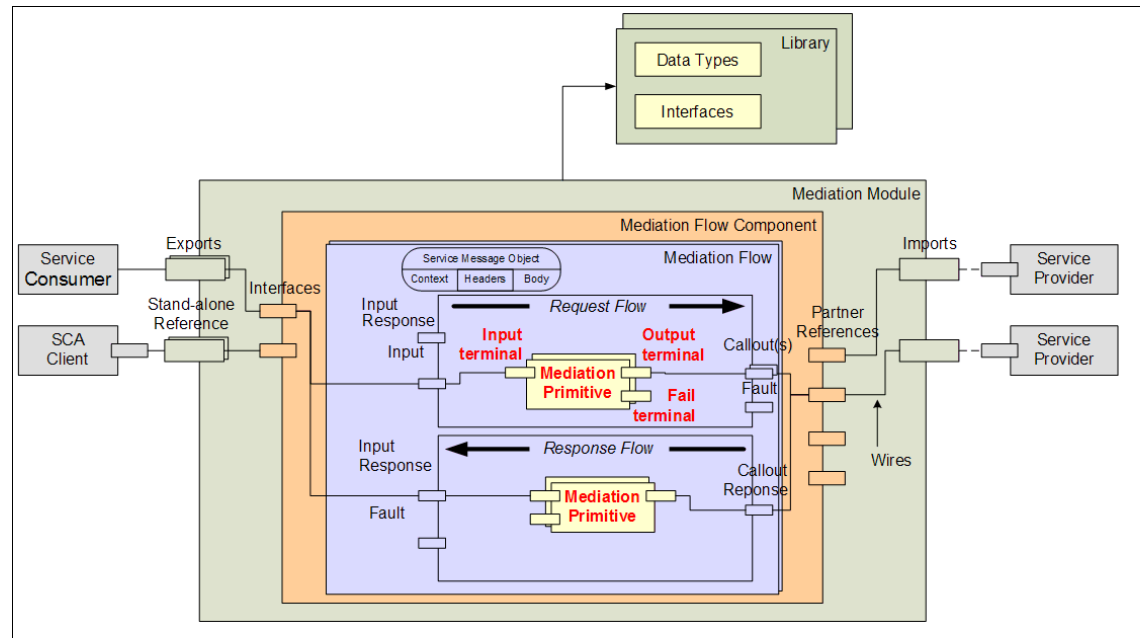 Library
Data Types
Interfaces
Mediation Module
Mediation Flow Component
Exports
Imports
Service
Consumer
Service Message Object
Mediation Flow
Service
Provider
Context
Headers
Body
Interfaces
Input
Response
Request Flow
Partner
References
Stand-alone
Reference
SCA
Client
Input
Input
terminal
Output
terminal
Callout(s)
Service
Provider
Mediation
Primitive
Fault
Fail
terminal
Input
Response
Response Flow
Wires
Callout
Reponse
Fault
Mediation
Primitive